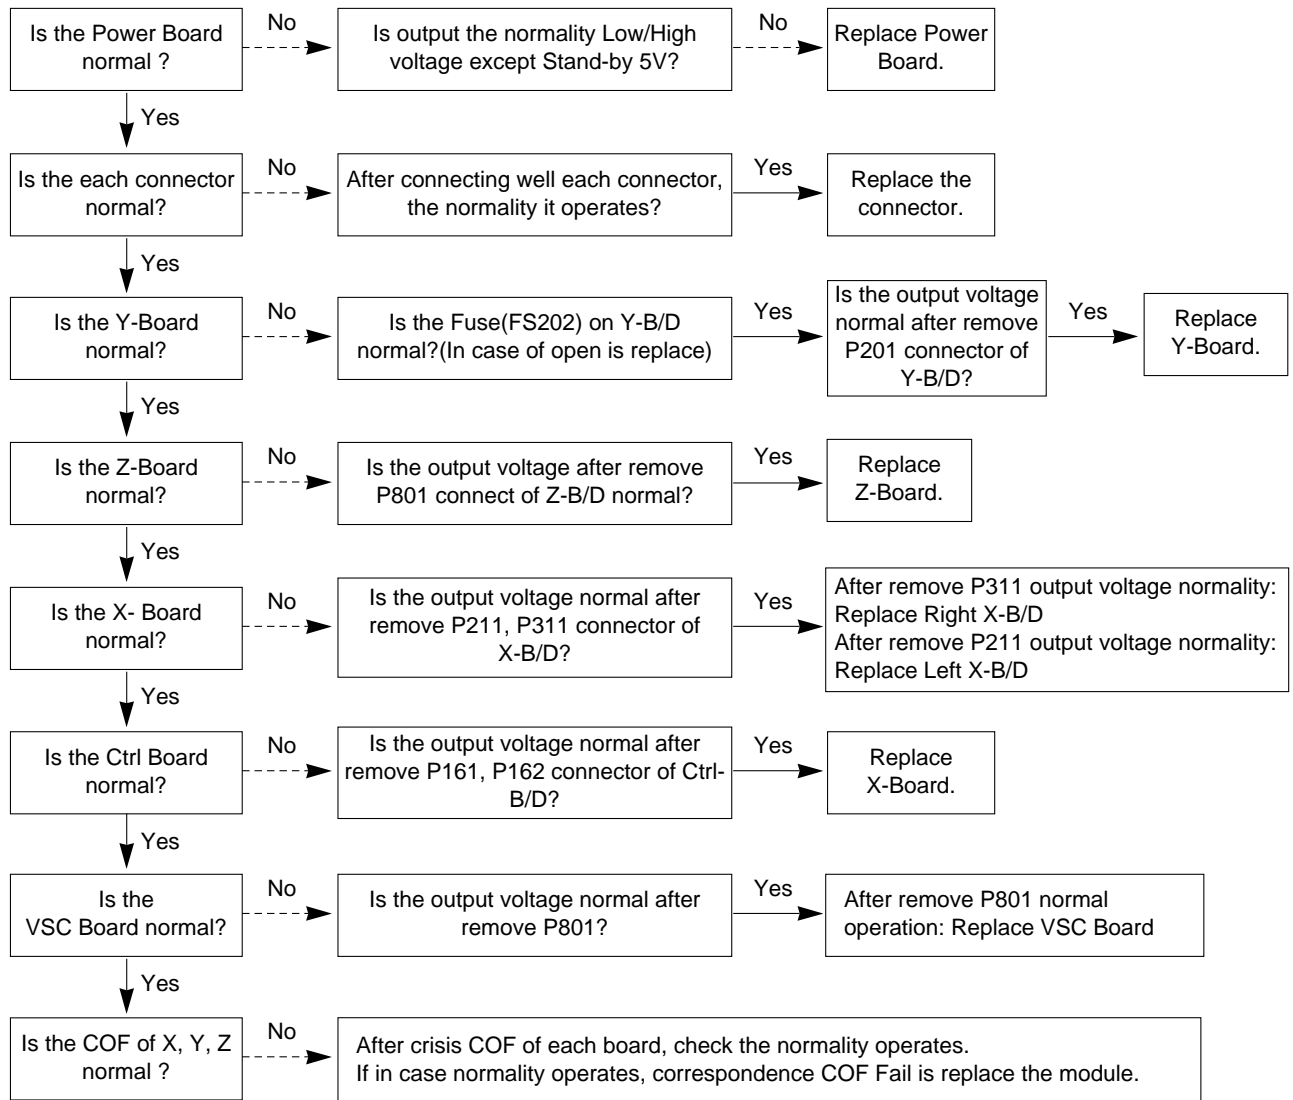 Is the Power Board
normal ?
No
Is output the normality Low/High
voltage except Stand-by 5V?
No
Replace Power
Board.
Yes
Is the each connector
normal?
No
After connecting well each connector,
the normality it operates?
Yes
Replace the
connector.
Yes
Is the Y-Board
normal?
No
Is the Fuse(FS202) on Y-B/D
normal?(In case of open is replace)
Yes
Is the output voltage
normal after remove
P201 connector of
Y-B/D?
Yes
Replace
Y-Board.
Yes
Is the Z-Board
normal?
No
Is the output voltage after remove
P801 connect of Z-B/D normal?
Yes
Replace
Z-Board.
Yes
Is the X- Board
normal?
No
Is the output voltage normal after
remove P211, P311 connector of
X-B/D?
Yes
After remove P311 output voltage normality:
Replace Right X-B/D
After remove P211 output voltage normality:
Replace Left X-B/D
Yes
Is the Ctrl Board
normal?
No
Is the output voltage normal after
remove P161, P162 connector of Ctrl-
B/D?
Yes
Replace
X-Board.
Yes
Is the
VSC Board normal?
No
Is the output voltage normal after
remove P801?
Yes
After remove P801 normal
operation: Replace VSC Board
Yes
Is the COF of X, Y, Z
normal ?
No
After crisis COF of each board, check the normality operates.
If in case normality operates, correspondence COF Fail is replace the module.